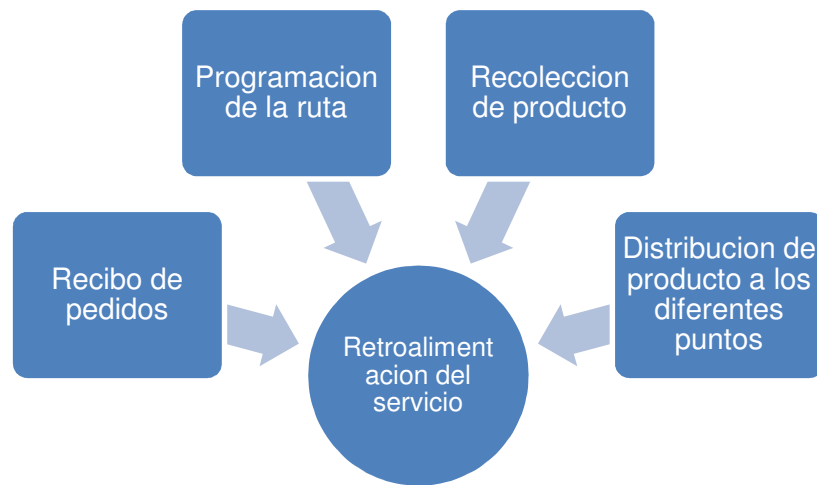 Programacion
de la ruta
Recoleccion
de producto
Recibo de
pedidos
Distribucion de
producto a los
diferentes
puntos
Retroaliment
acion del
servicio